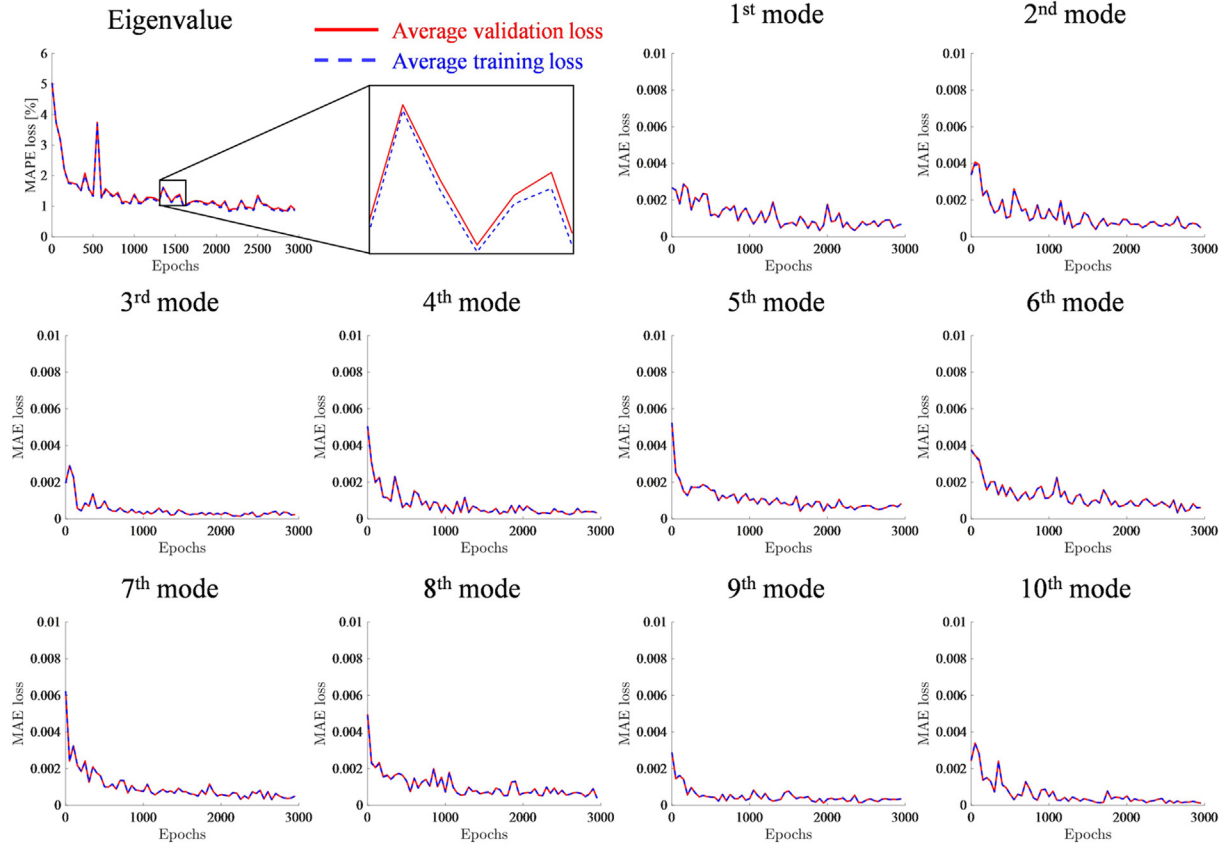 Eigenvalue
Average validation loss
Average training loss
1st mode
2nd mode
6
5
4
3
2
1
0
MAPE loss [%]
0 500 1000 1500 2000 2500 3000
Epochs
0.01
0.008
0.006
0.004
0.002
0
MAE loss
0 1000 2000 3000
Epochs
0.01
0.008
0.006
0.004
0.002
0
MAE loss
0 1000 2000 3000
Epochs
3rd mode
4th mode
5th mode
6th mode
0.01
0.008
0.006
0.004
0.002
0
MAE loss
0 1000 2000 3000
Epochs
0.01
0.008
0.006
0.004
0.002
0
MAE loss
0 1000 2000 3000
Epochs
0.01
0.008
0.006
0.004
0.002
0
MAE loss
0 1000 2000 3000
Epochs
0.01
0.008
0.006
0.004
0.002
0
MAE loss
0 1000 2000 3000
Epochs
7th mode
8th mode
9th mode
10th mode
0.01
0.008
0.006
0.004
0.002
0
MAE loss
0 1000 2000 3000
Epochs
0.01
0.008
0.006
0.004
0.002
0
MAE loss
0 1000 2000 3000
Epochs
0.01
0.008
0.006
0.004
0.002
0
MAE loss
0 1000 2000 3000
Epochs
0.01
0.008
0.006
0.004
0.002
0
MAE loss
0 1000 2000 3000
Epochs